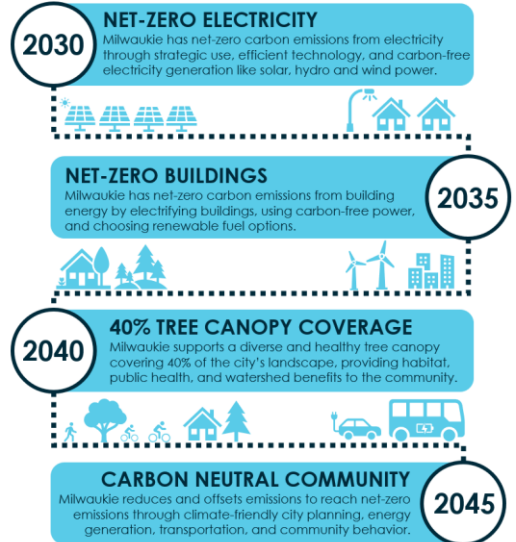 2030
NET-ZERO ELECTRICITY
Milwaukie has net-zero carbon emissions from electricity
through strategic use, efficient technology, and carbon-free
electricity generation like solar, hydro and wind power.
NET-ZERO BUILDINGS
Milwaukie has net-zero carbon emissions from building
energy by electrifying buildings, using carbon-free power,
and choosing renewable fuel options.
2035
2040
40% TREE CANOPY COVERAGE
Milwaukie supports a diverse and healthy tree canopy
covering 40% of the city's landscape, providing habitat,
public health, and watershed benefits to the community.
CARBON NEUTRAL COMMUNITY
Milwaukie reduces and offsets emissions to reach net-zero
emissions through climate-friendly city planning, energy
generation, transportation, and community behavior.
2045